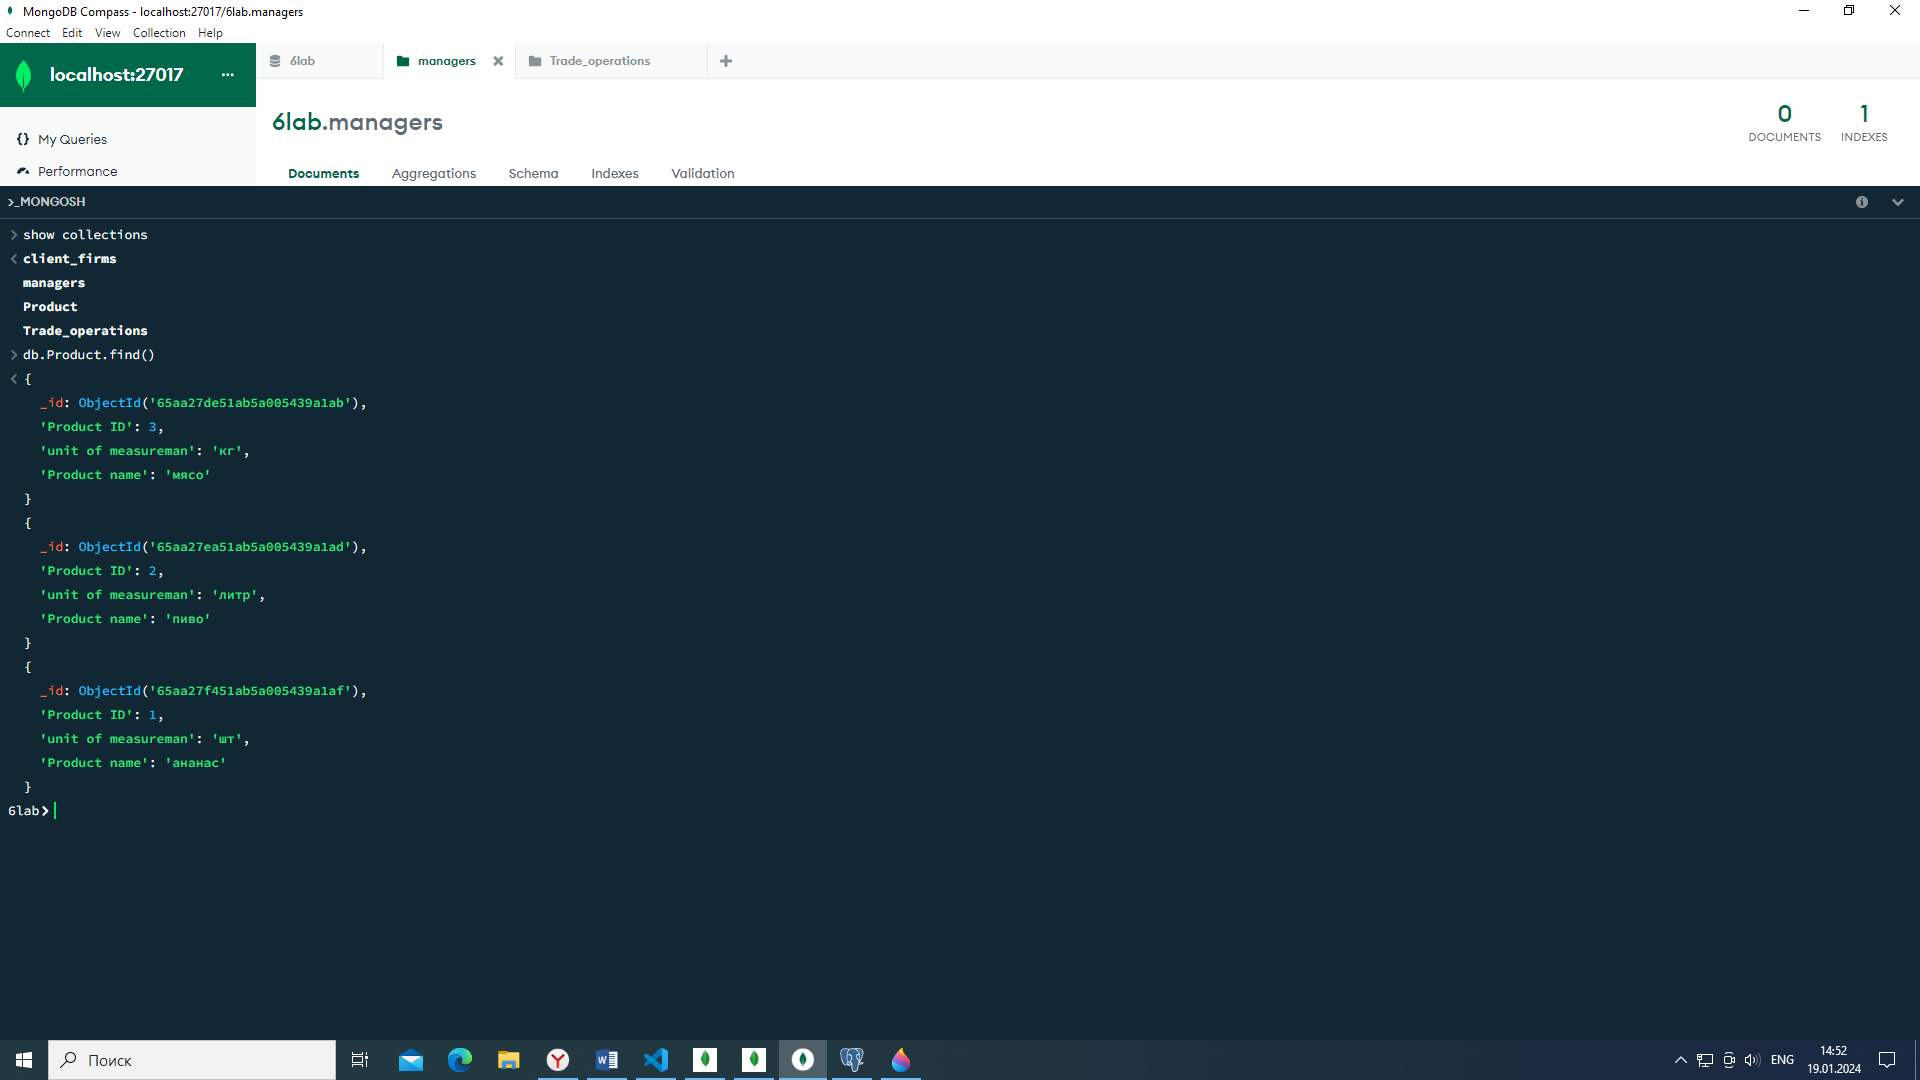 MongoDB Compass - localhost:27017/6lab.managers
Connect Edit View Collection Help
localhost:27017 ...
6lab managers Trade_operations
6lab.managers
0 1
DOCUMENTS INDEXES
{} My Queries
Performance
Documents Aggregations Schema Indexes Validation
>_MONGOSH
> show collections
< client_firms
managers
Product
Trade_operations
> db.Product.find()
< {
_id: ObjectId('65aa27de51ab5a005439a1ab'),
'Product ID': 3,
'unit of measureman': 'кг',
'Product name': 'мясо'
}
{
_id: ObjectId('65aa27ea51ab5a005439a1ad'),
'Product ID': 2,
'unit of measureman': 'литр',
'Product name': 'пиво'
}
{
_id: ObjectId('65aa27f451ab5a005439a1af'),
'Product ID': 1,
'unit of measureman': 'шт',
'Product name': 'ананас'
}
6lab>
Поиск
ENG
14:52
19.01.2024